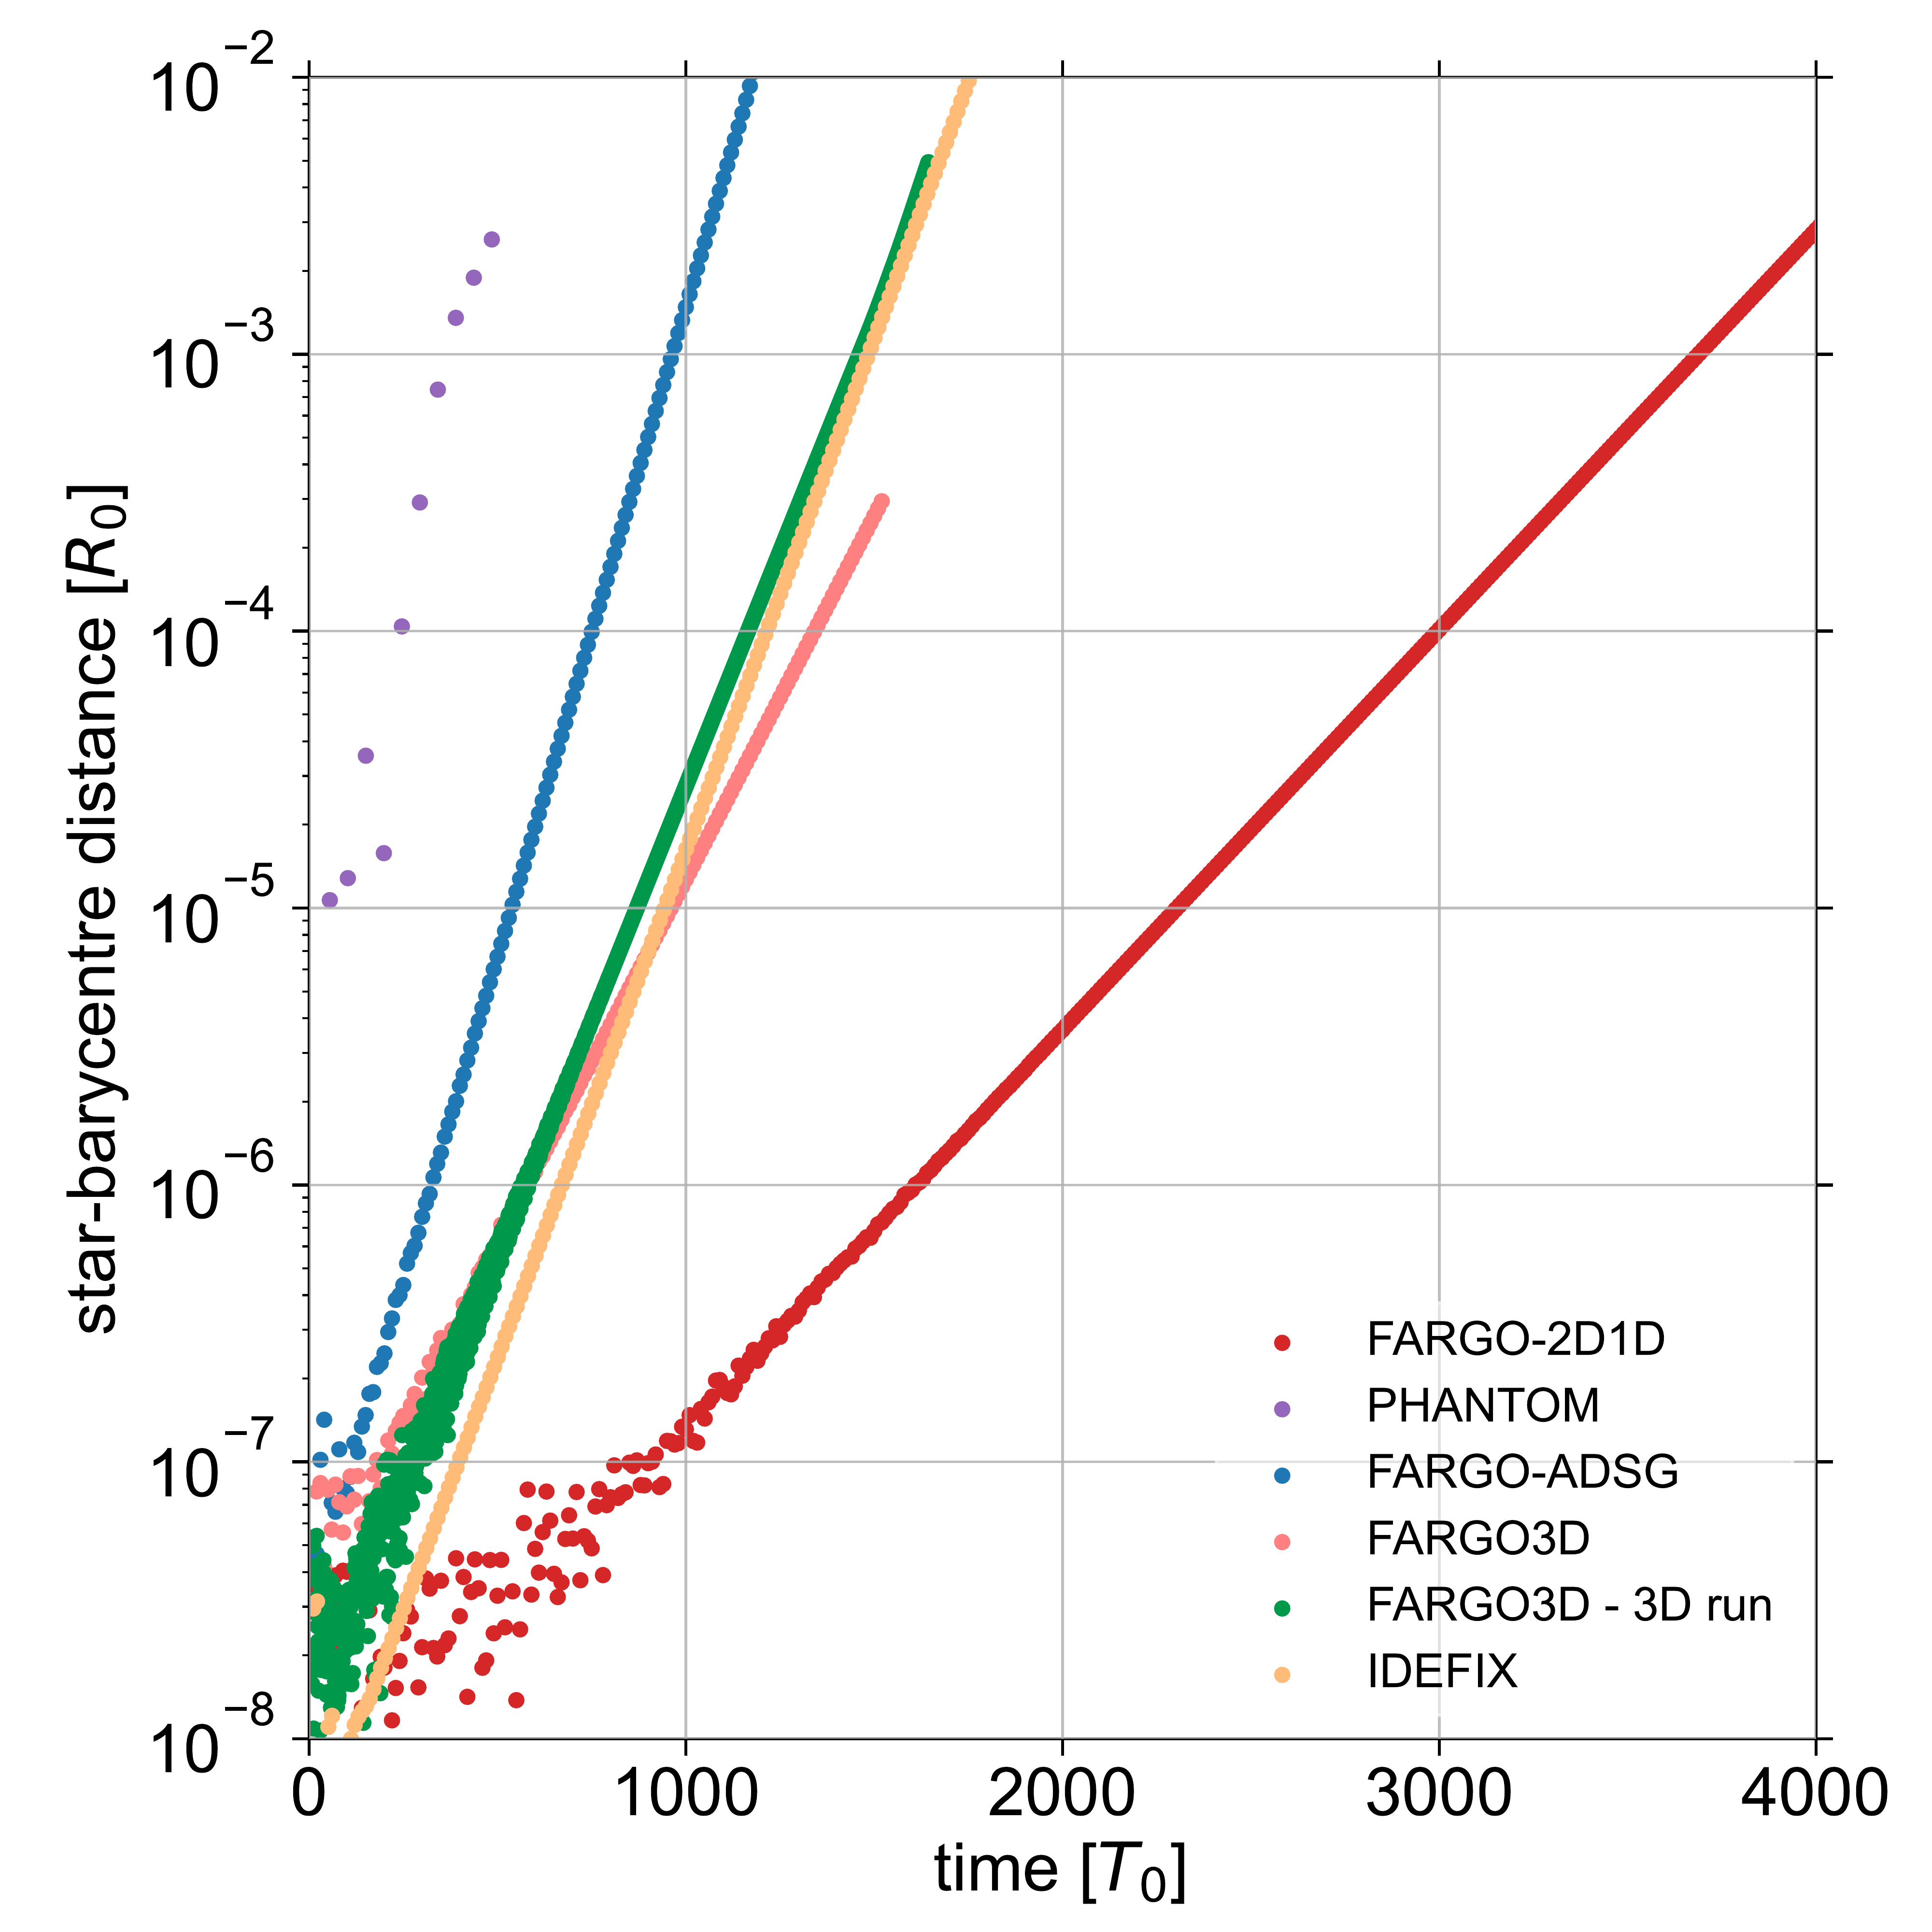 star-barycentre distance [R₀]
10⁻²
10⁻³
10⁻⁴
10⁻⁵
10⁻⁶
10⁻⁷
10⁻⁸
FARGO-2D1D
PHANTOM
FARGO-ADSG
FARGO3D
FARGO3D - 3D run
IDEFIX
0 1000 2000 3000 4000
time [T₀]